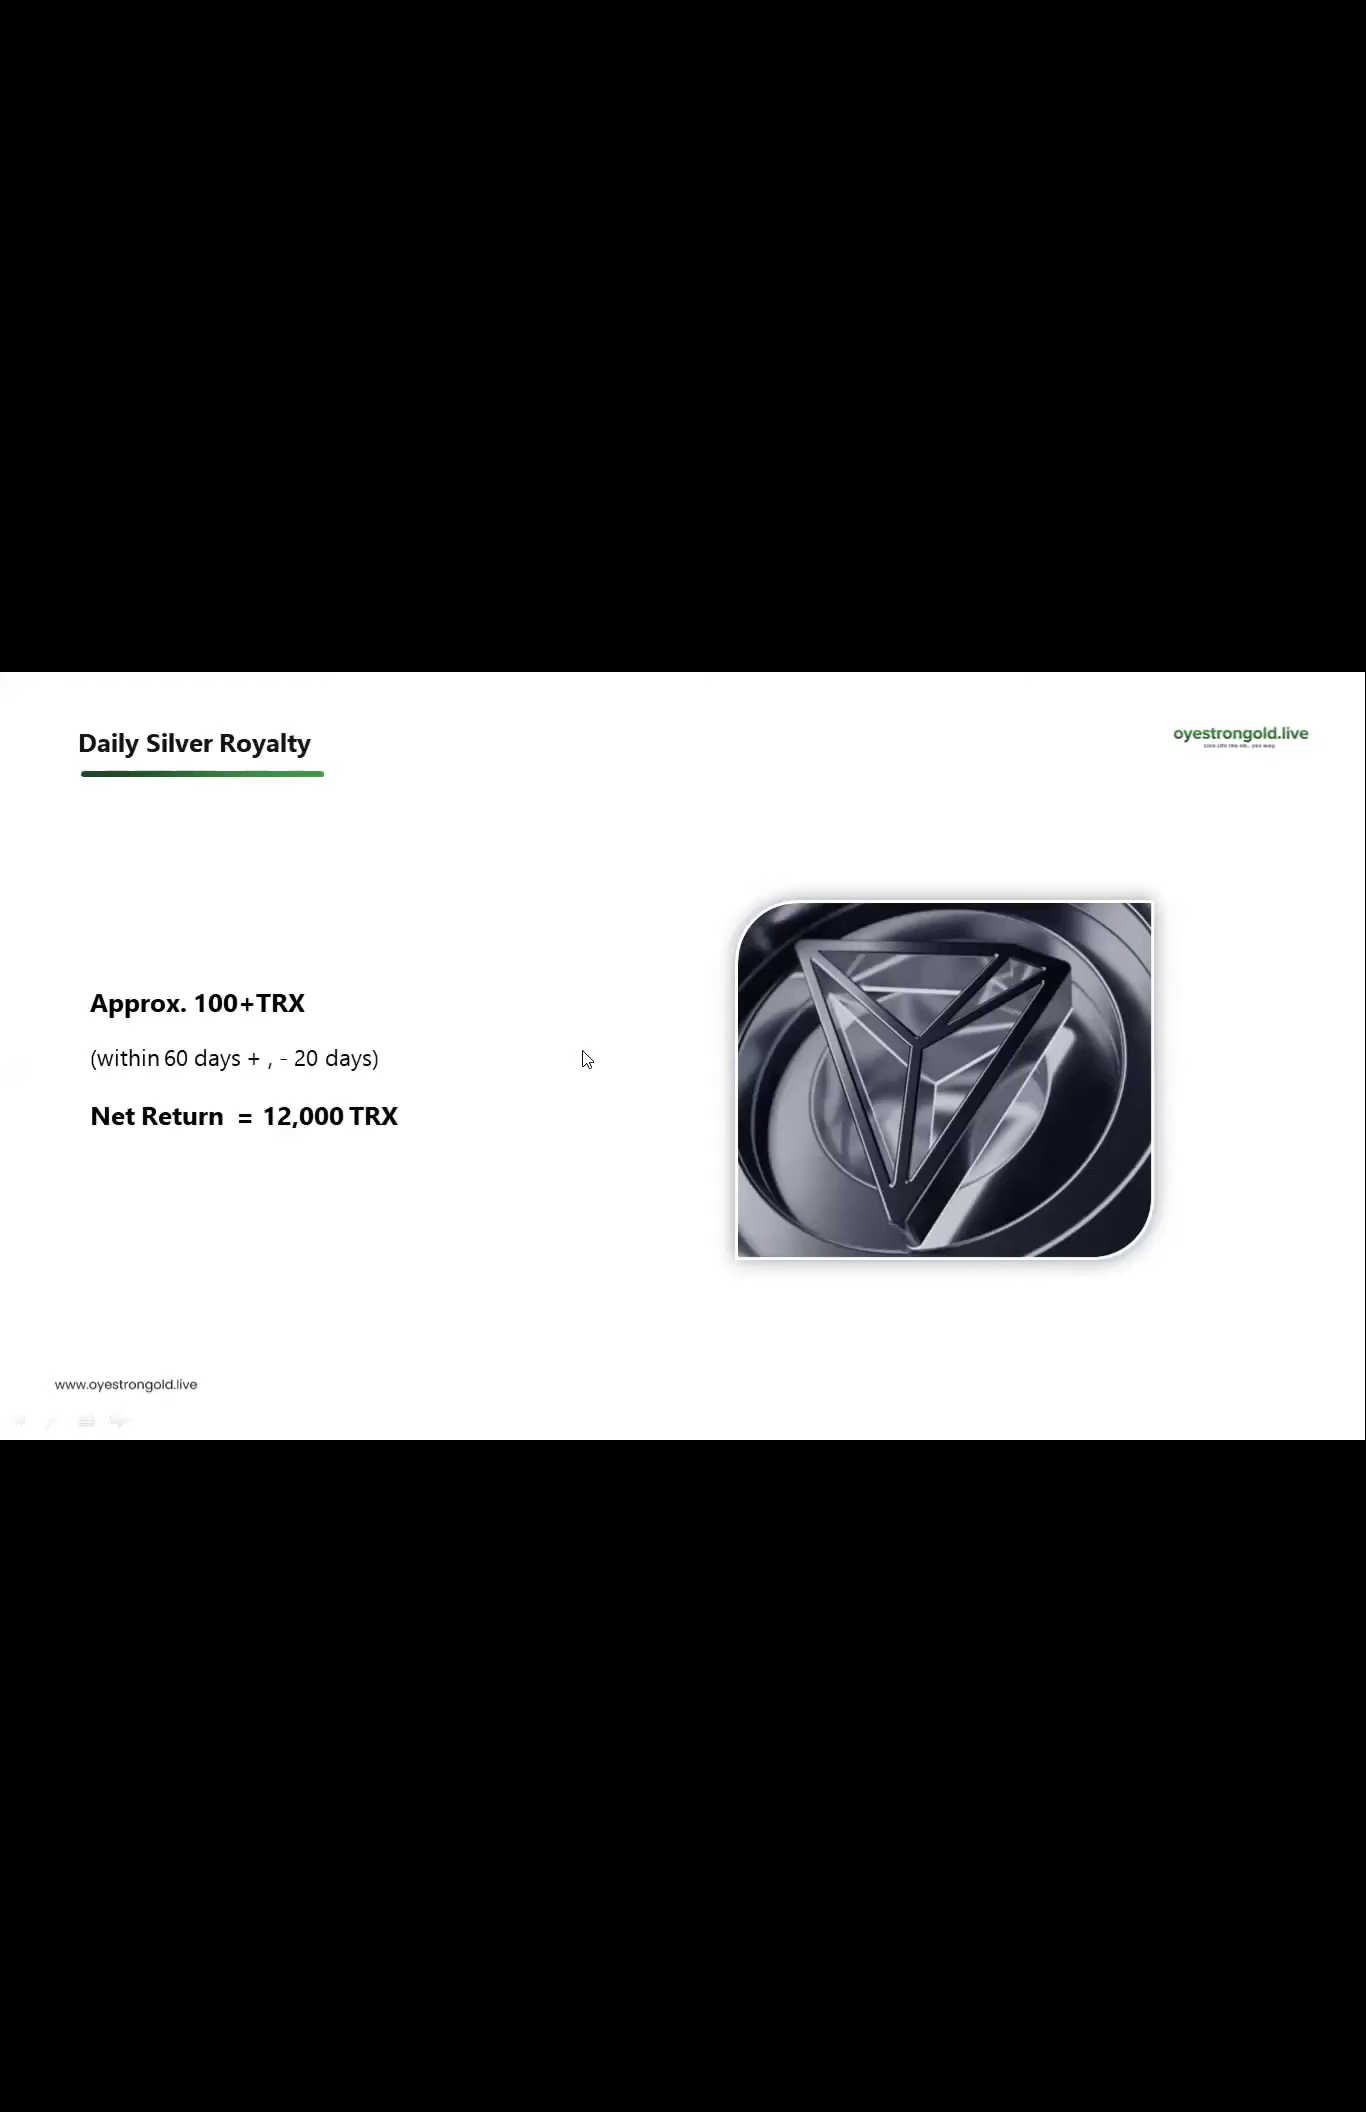 Daily Silver Royalty
oyestrongold.live
Approx. 100+TRX
(within 60 days + , - 20 days)
Net Return = 12,000 TRX
www.oyestrongold.live